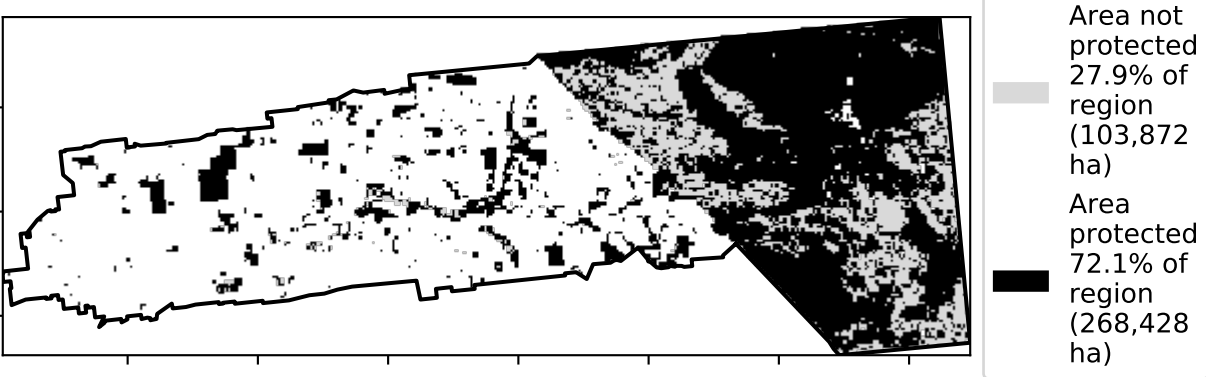 Area not
protected
27.9% of
region
(103,872
ha)
Area
protected
72.1% of
region
(268,428
ha)